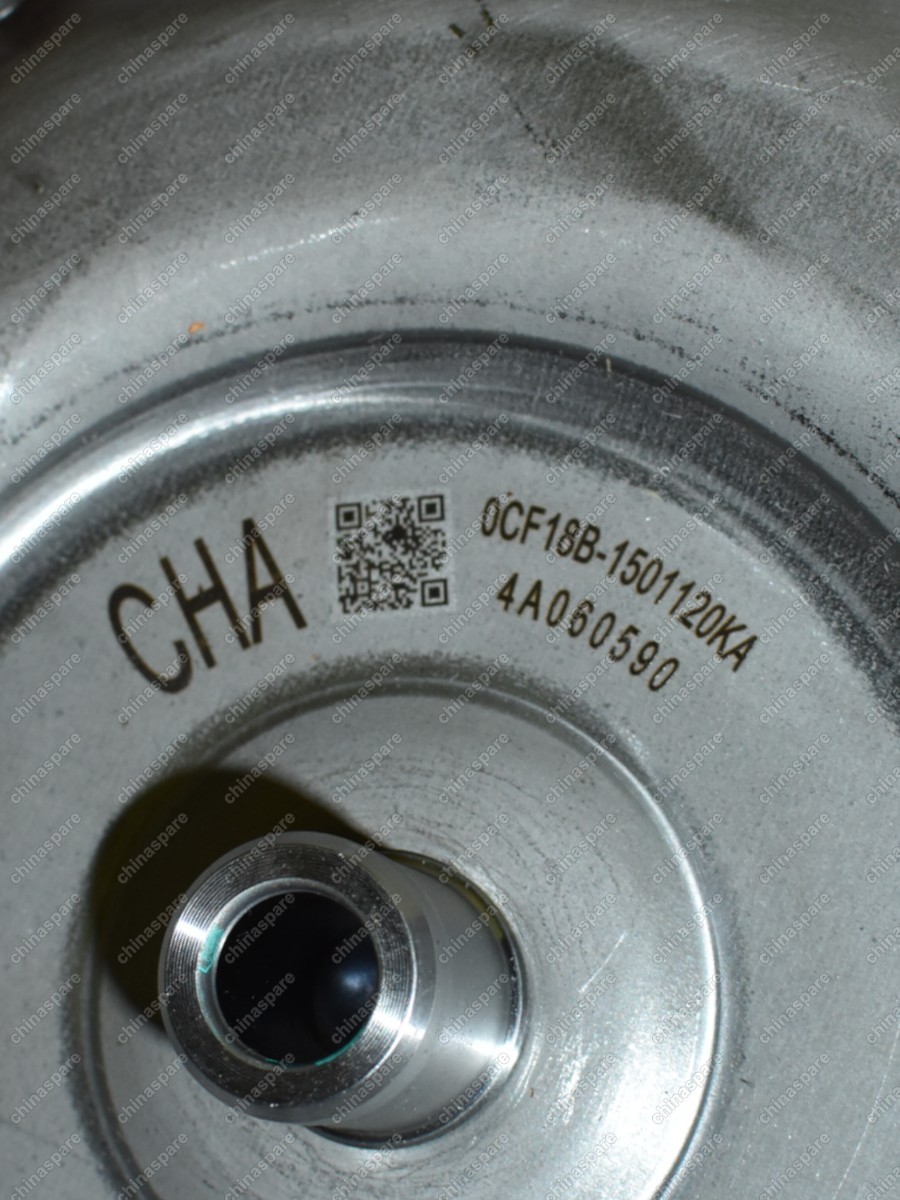 CHA
0CF18B-1501120KA
4A060590
chinaspare